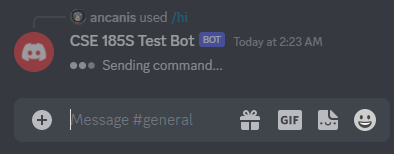 ancanis used /hi
CSE 185S Test Bot BOT Today at 2:23 AM
Sending command...
Message #general
GIF